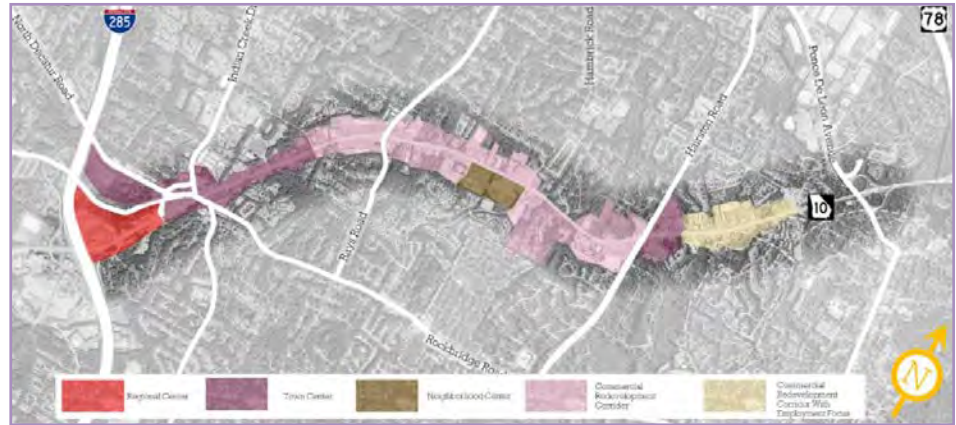 285
78
North Decatur Road
Indian Creek D
Hambrick Road
Ponce De Leon Avenue
Hairston Road
10
Rays Road
Rockbridge Road
Regional Center
Town Center
Neighborhood Center
Commercial
Redevelopment
Corridor
Commercial
Redevelopment
Corridor With
Employment Focus
N